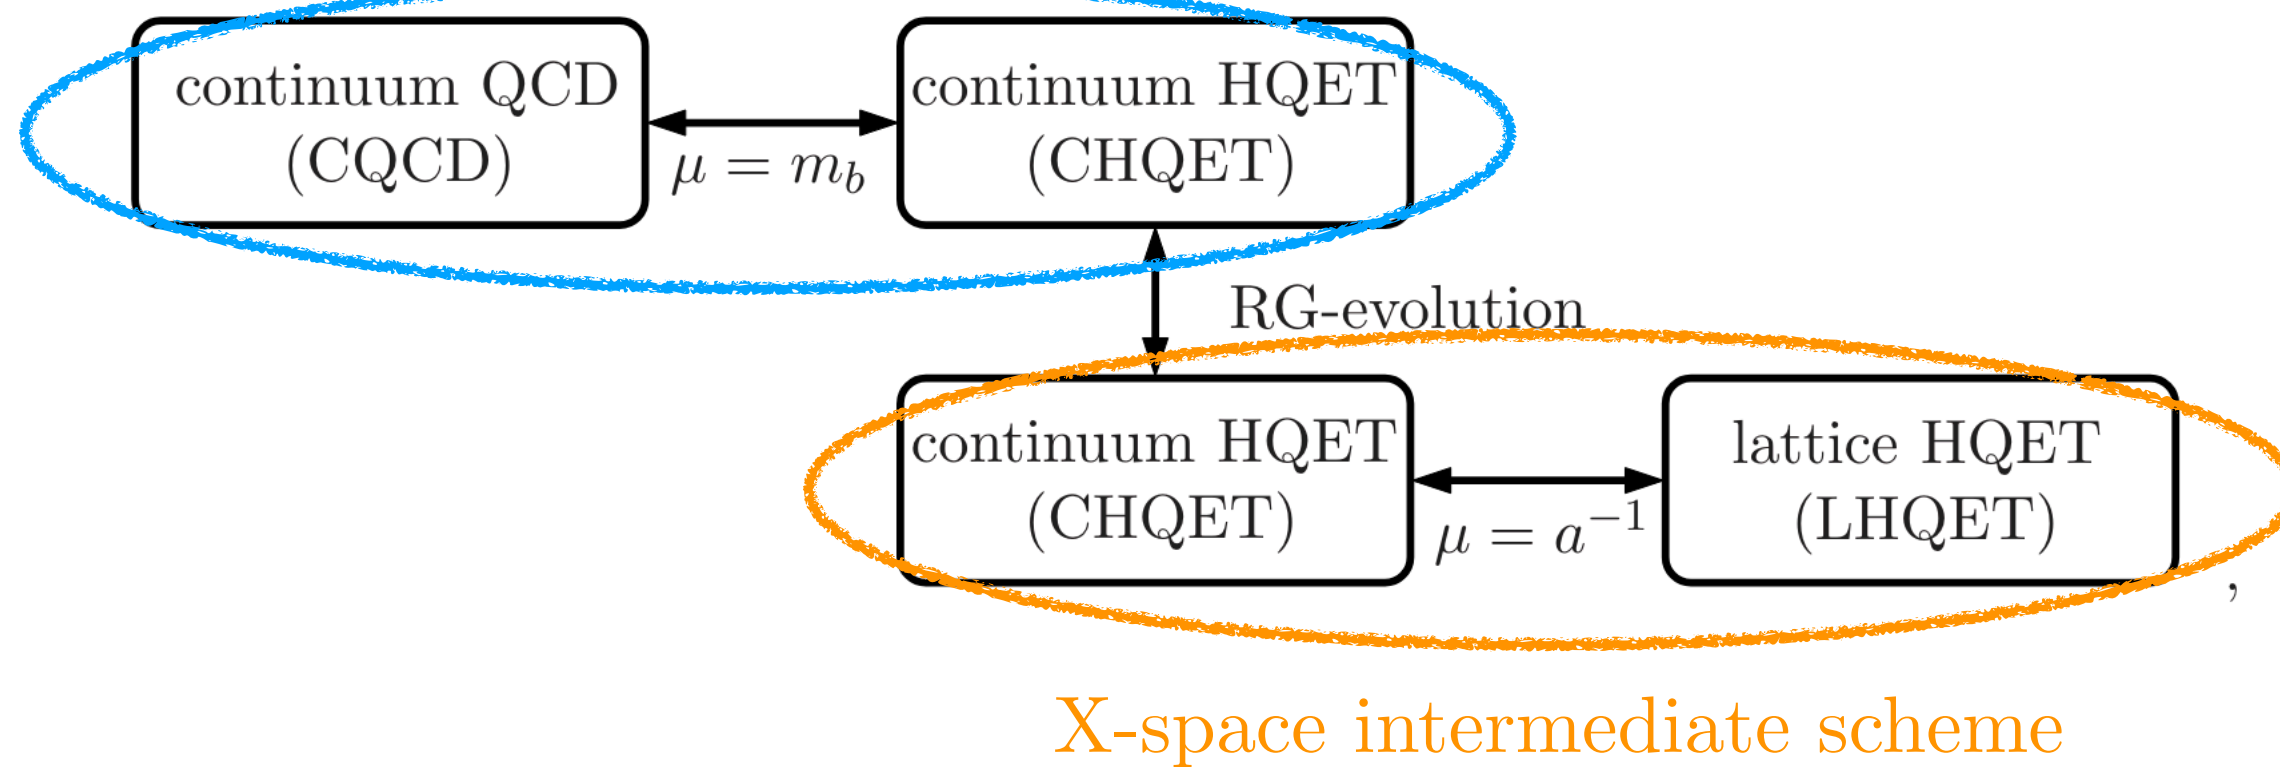 continuum QCD
(CQCD)
μ = m_b
continuum HQET
(CHQET)
RG-evolution
continuum HQET
(CHQET)
μ = a⁻¹
lattice HQET
(LHQET)
,
X-space intermediate scheme